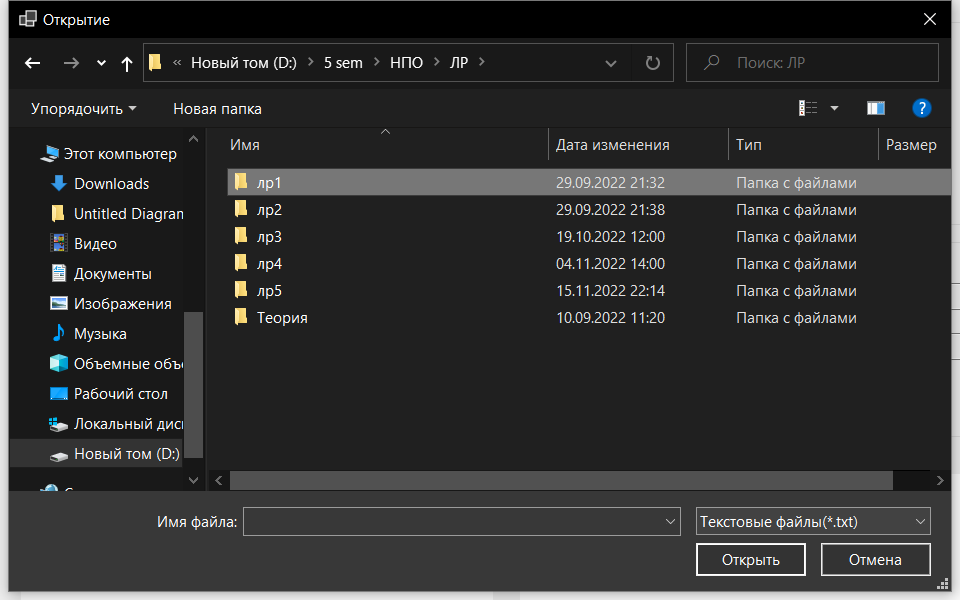 Открытие
« Новый том (D:) > 5 sem > НПО > ЛР >
Поиск: ЛР
Упорядочить
Новая папка
Имя
Дата изменения
Тип
Размер
Этот компьютер
Downloads
Untitled Diagran
Видео
Документы
Изображения
Музыка
Объемные объе
Рабочий стол
Локальный диск
Новый том (D:)
лр1 29.09.2022 21:32 Папка с файлами
лр2 29.09.2022 21:38 Папка с файлами
лр3 19.10.2022 12:00 Папка с файлами
лр4 04.11.2022 14:00 Папка с файлами
лр5 15.11.2022 22:14 Папка с файлами
Теория 10.09.2022 11:20 Папка с файлами
Имя файла:
Текстовые файлы(*.txt)
Открыть
Отмена